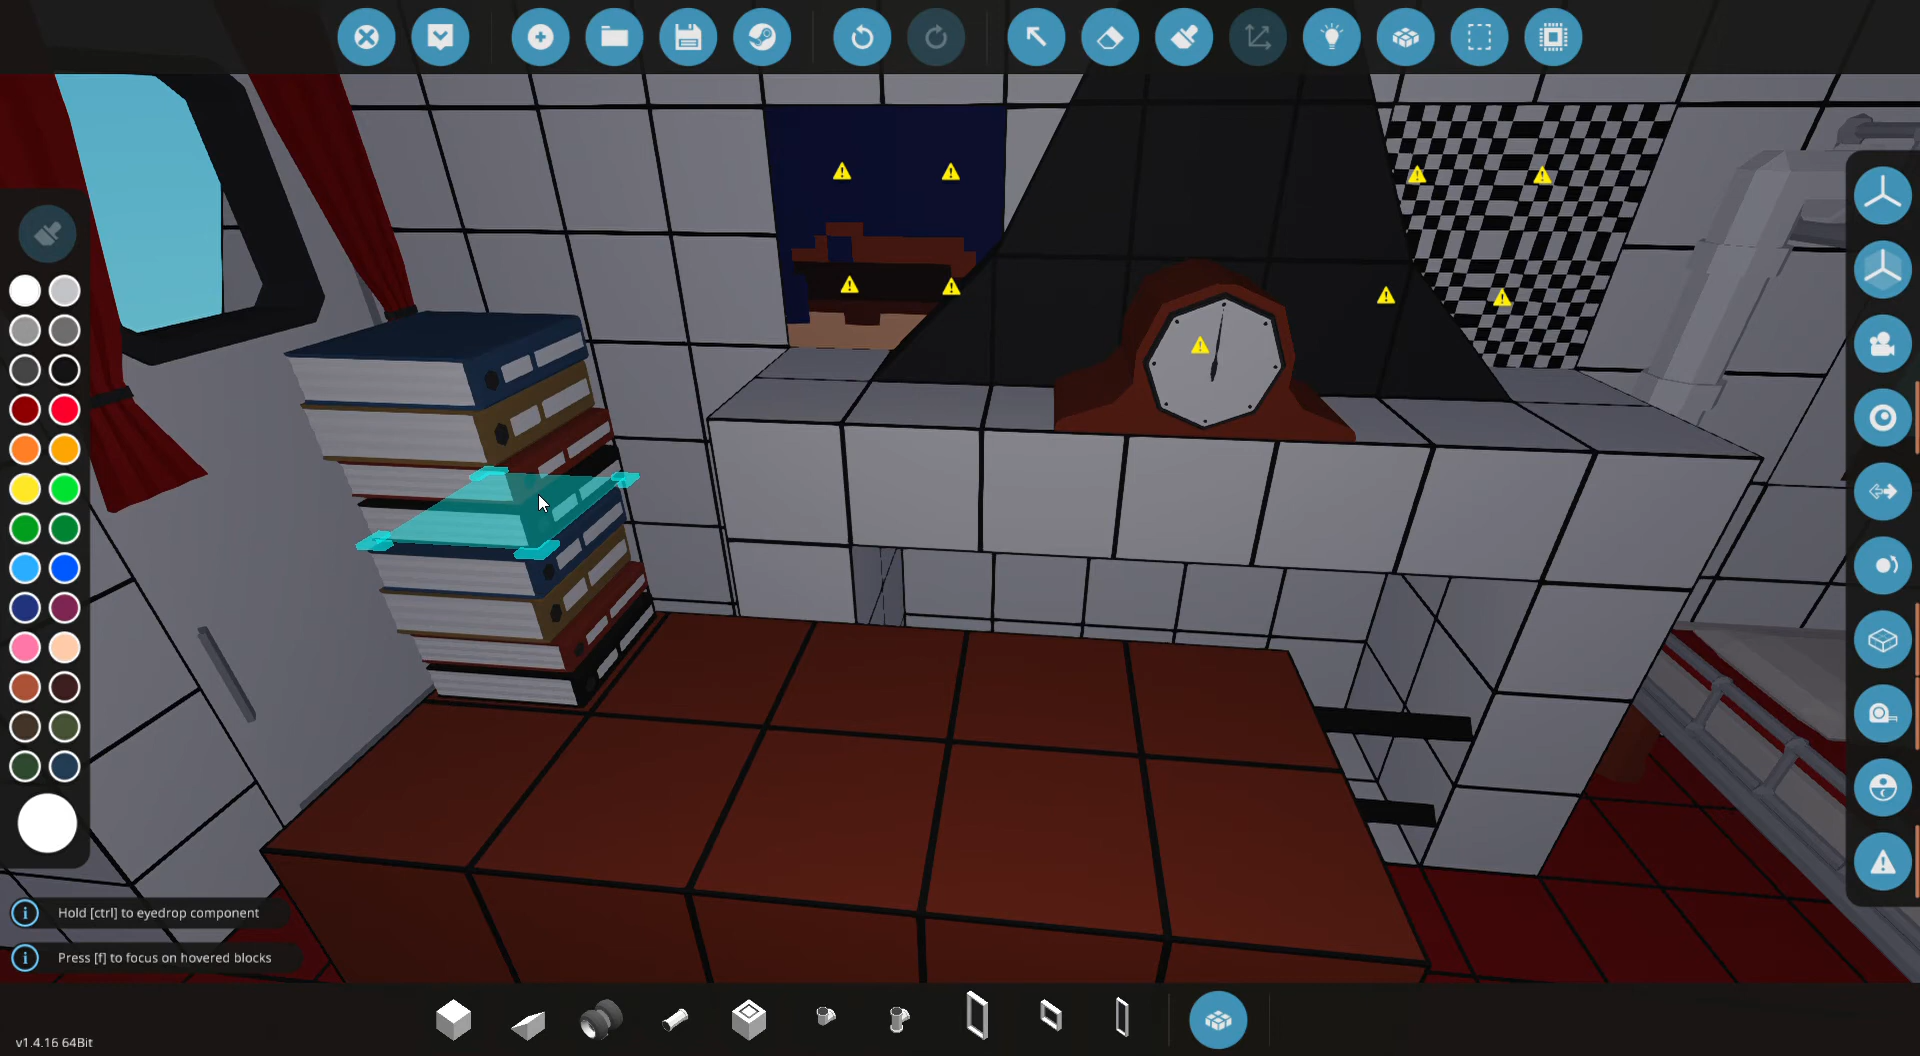 Hold [ctrl] to eyedrop component
Press [f] to focus on hovered blocks
v1.4.16 64Bit